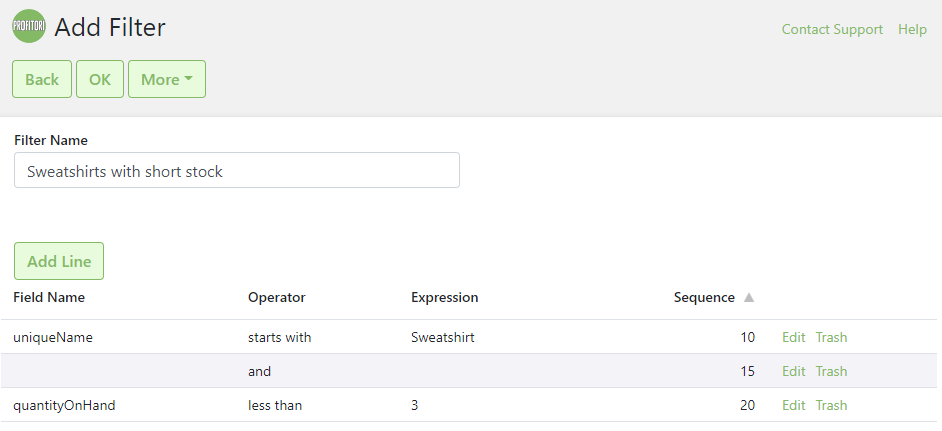 PROFITORI Add Filter
Contact Support Help
Back OK More
Filter Name
Sweatshirts with short stock
Add Line
Field Name Operator Expression Sequence
uniqueName starts with Sweatshirt 10 Edit Trash
and 15 Edit Trash
quantityOnHand less than 3 20 Edit Trash